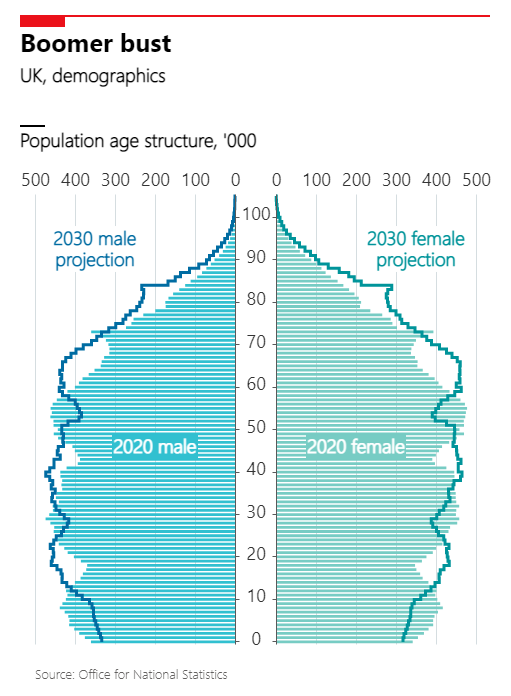 Boomer bust
UK, demographics
Population age structure, '000
500 400 300 200 100 0 0 100 200 300 400 500
100
2030 male
projection
2030 female
projection
90
80
70
60
50
2020 male
2020 female
40
30
20
10
0
Source: Office for National Statistics